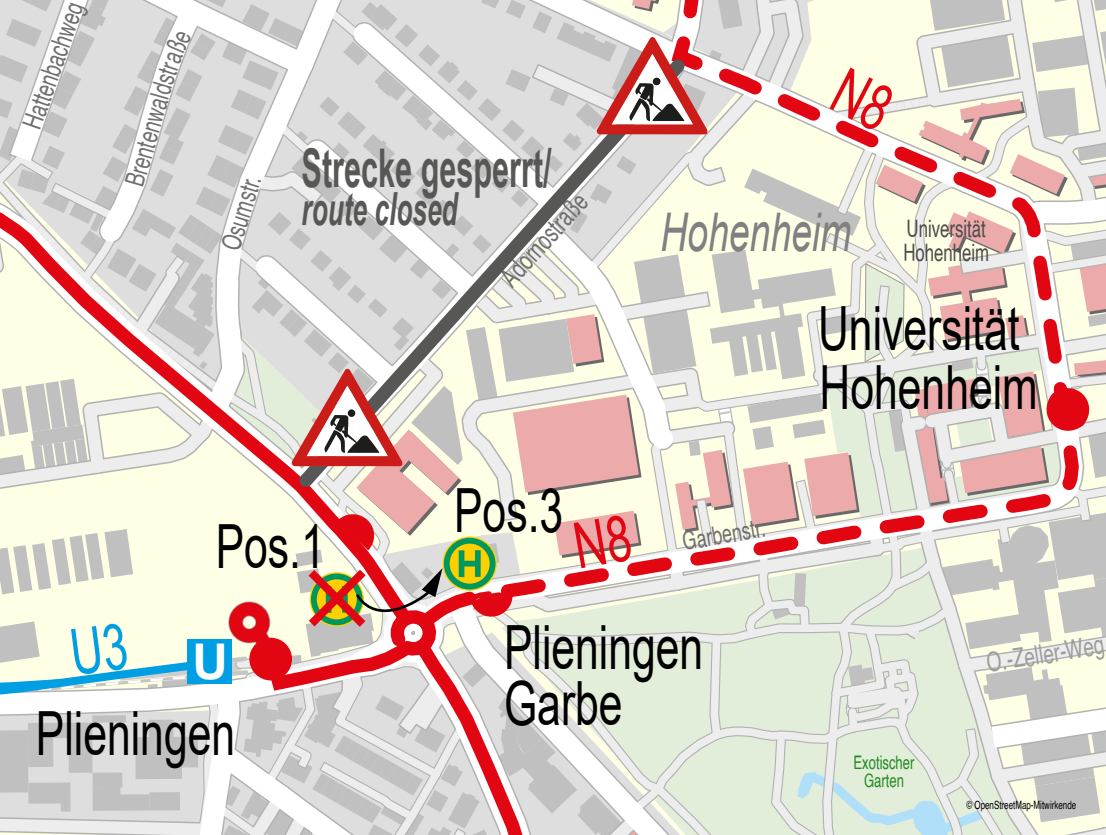 Hattenbachweg
Brentenwaldstraße
Osumstr.
Strecke gesperrt/
route closed
Adornostraße
N8
Hohenheim
Universität
Hohenheim
Universität
Hohenheim
Pos.1
H
Pos.3
H
N8
Garbenstr.
U3
U
Plieningen
Plieningen
Garbe
O.-Zeller-Weg
Exotischer
Garten
© OpenStreetMap-Mitwirkende